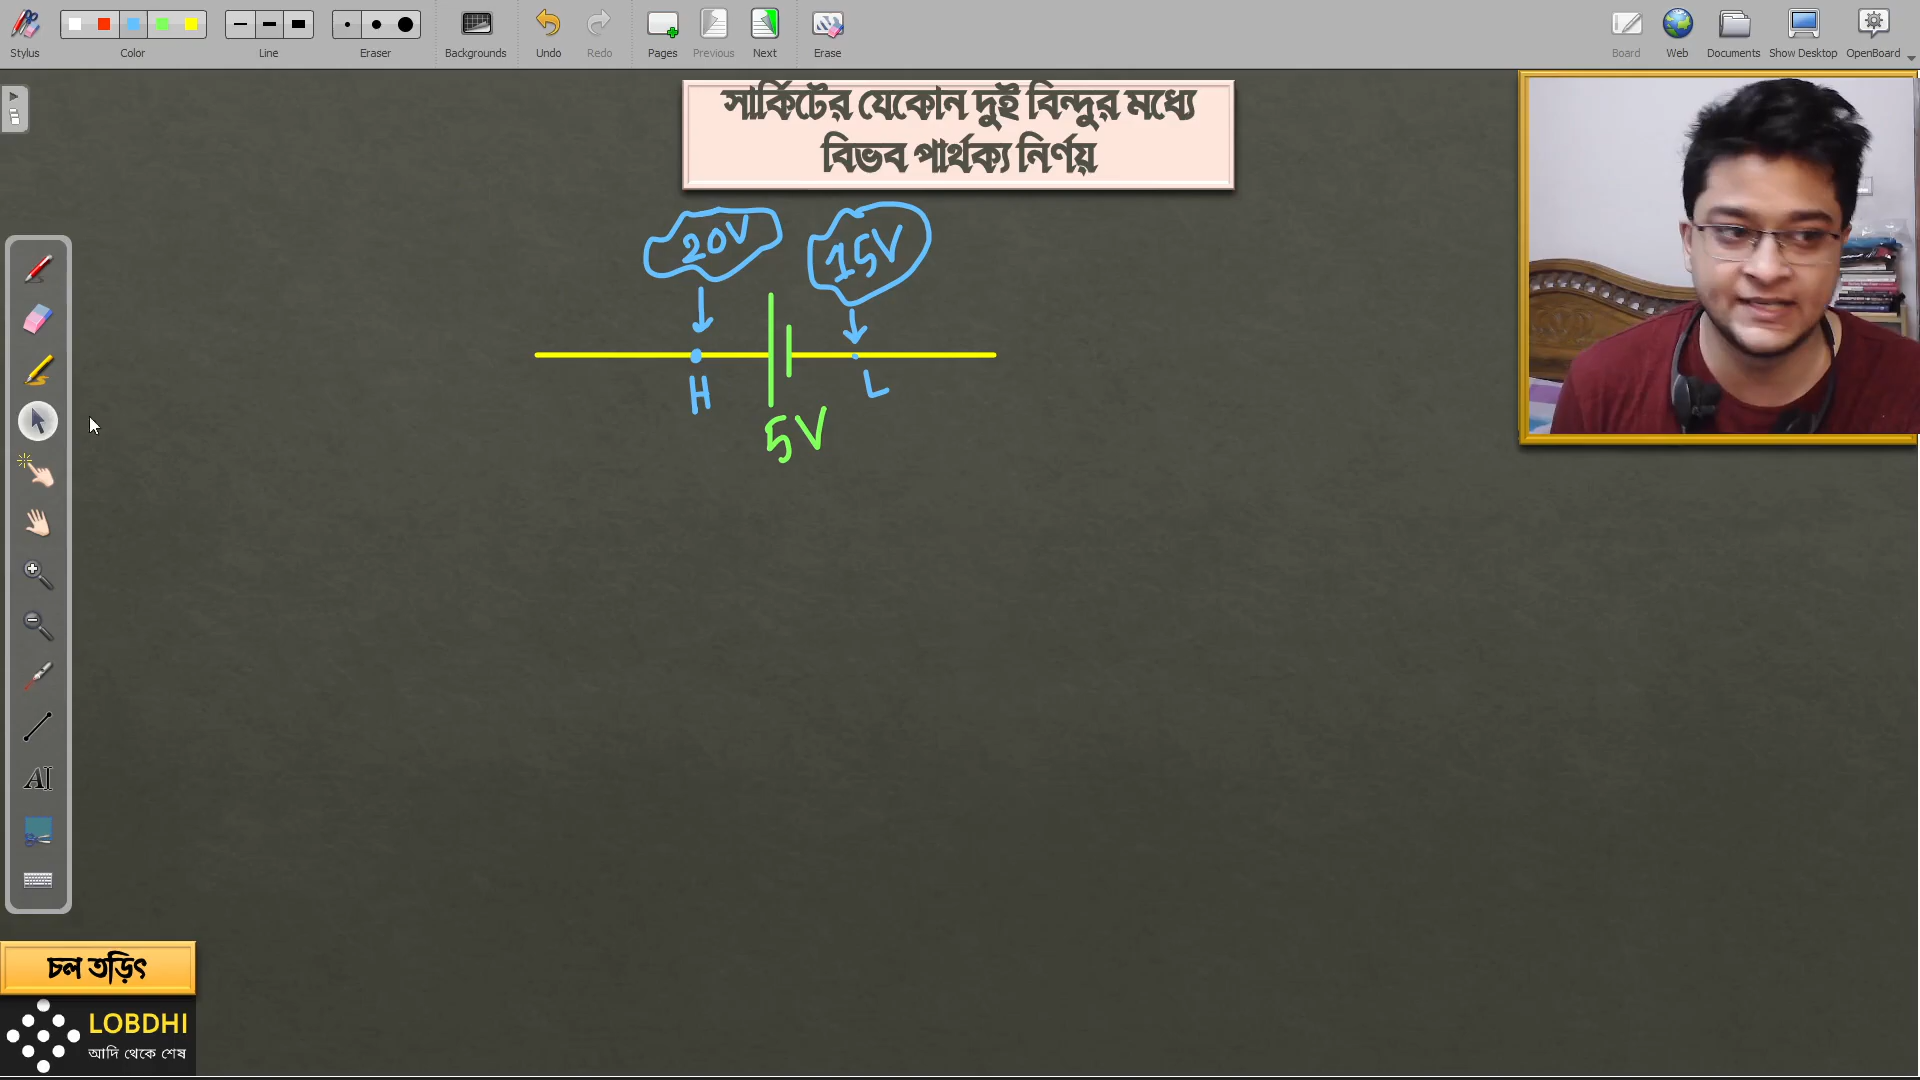 Stylus
Color
Line
Eraser
Backgrounds
Undo
Redo
Pages
Previous
Next
Erase
Board
Web
Documents
Show Desktop
OpenBoard
সার্কিটের যেকোন দুই বিন্দুর মধ্যে
বিভব পার্থক্য নির্ণয়
20V
15V
H
L
5V
AI
চল তড়িৎ
LOBDHI
আদি থেকে শেষ